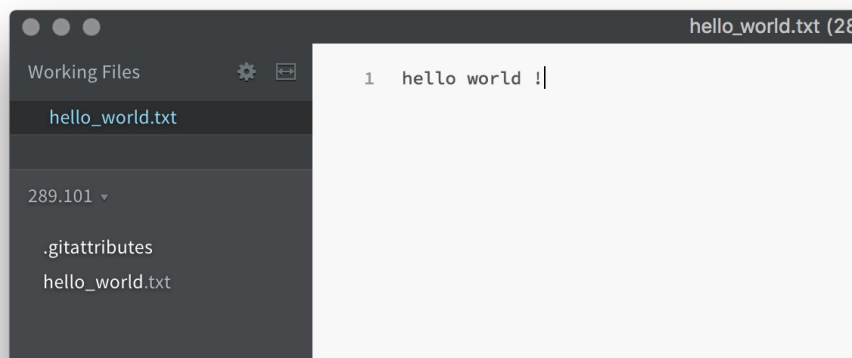 hello_world.txt (28
Working Files
hello_world.txt
289.101
.gitattributes
hello_world.txt
1 hello world !